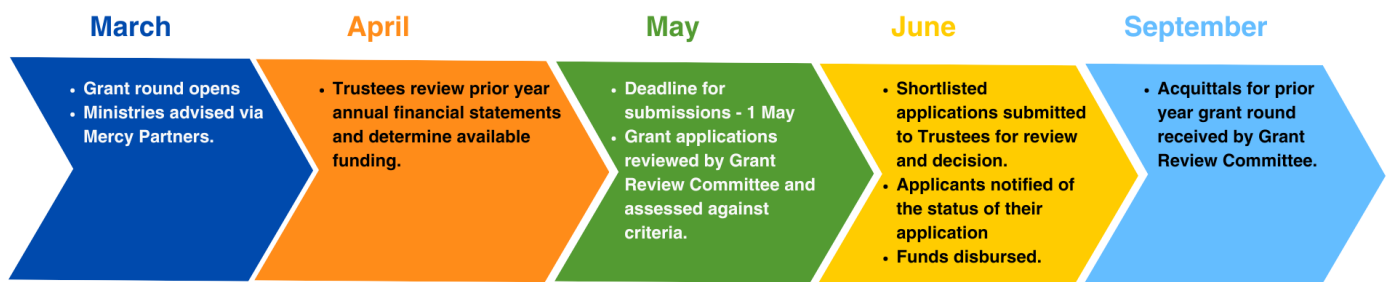 March
• Grant round opens
• Ministries advised via
Mercy Partners.
April
• Trustees review prior year
annual financial statements
and determine available
funding.
May
• Deadline for
submissions - 1 May
• Grant applications
reviewed by Grant
Review Committee and
assessed against
criteria.
June
• Shortlisted
applications submitted
to Trustees for review
and decision.
• Applicants notified of
the status of their
application
• Funds disbursed.
September
• Acquittals for prior
year grant round
received by Grant
Review Committee.